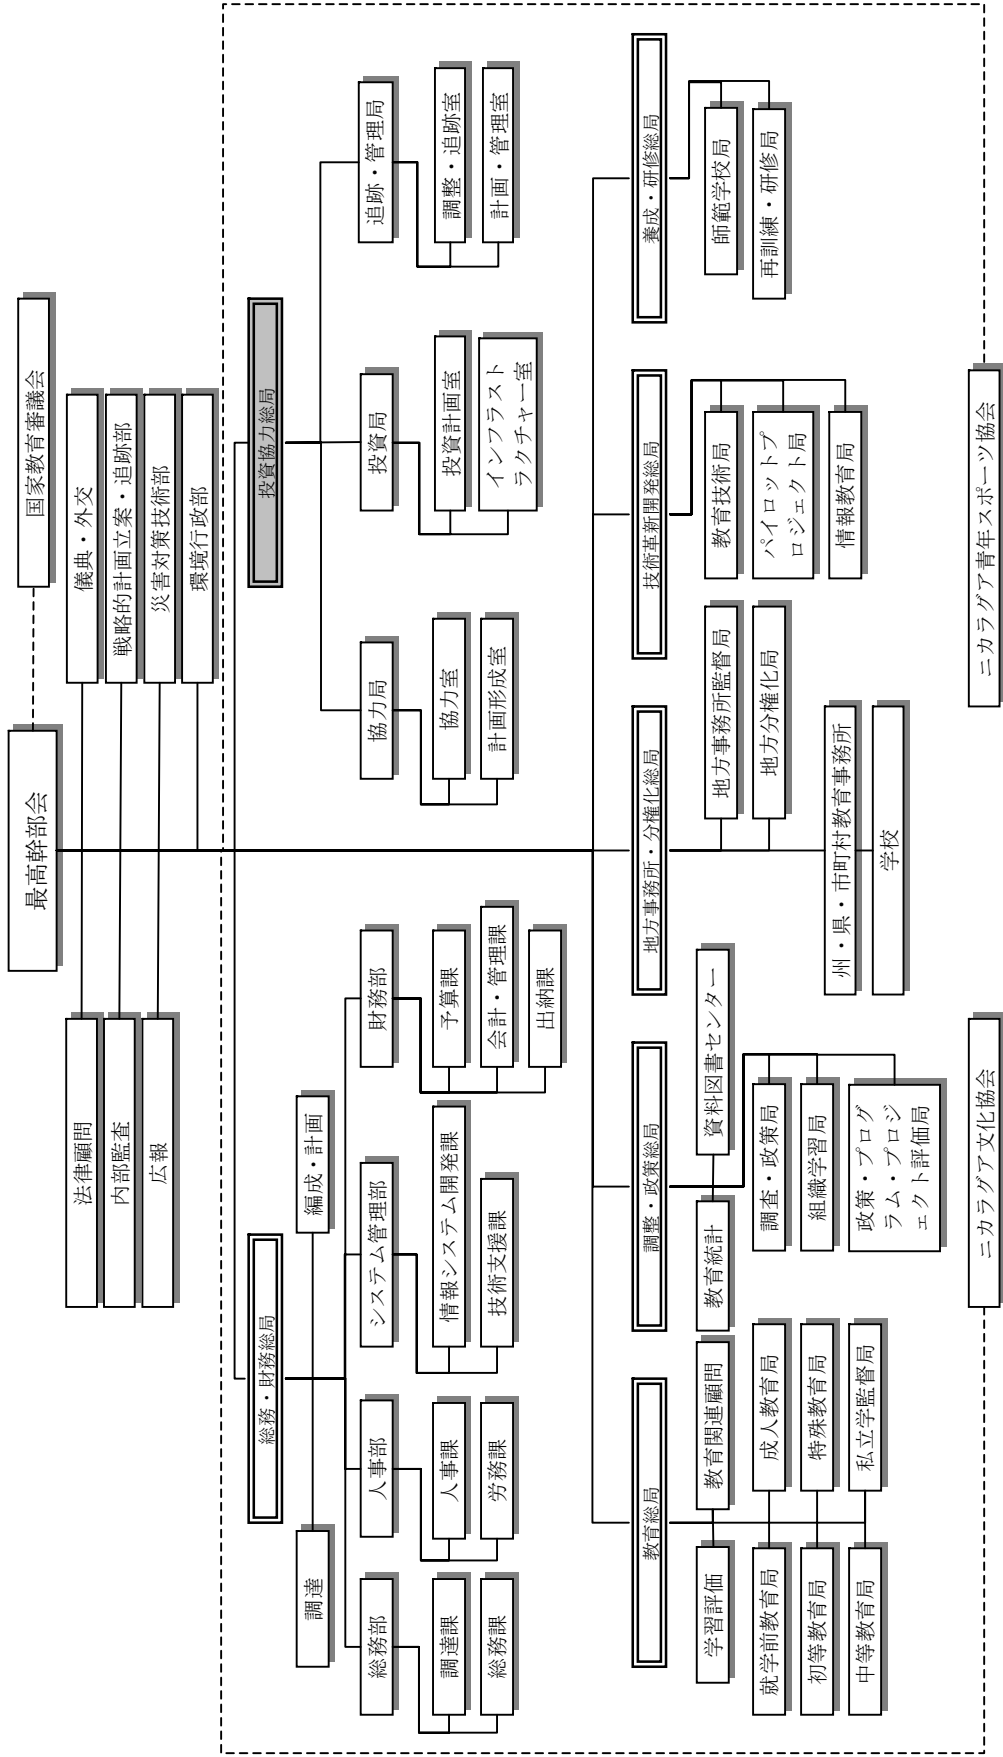 最高幹部会
国家教育審議会
法律顧問
儀典・外交
内部監査
戦略的計画立案・追跡部
広報
災害対策技術部
環境行政部
総務・財務総局
投資協力総局
調達
編成・計画
総務部
人事部
システム管理部
財務部
協力局
投資局
追跡・管理局
調達課
人事課
情報システム開発課
予算課
協力室
投資計画室
調整・追跡室
総務課
労務課
技術支援課
会計・管理課
計画形成室
インフラスト
ラクチャー室
計画・管理室
出納課
教育総局
調整・政策総局
地方事務所・分権化総局
技術革新開発総局
養成・研修総局
学習評価
教育関連顧問
教育統計
資料図書センター
地方事務所監督局
教育技術局
師範学校局
就学前教育局
成人教育局
調査・政策局
地方分権化局
パイロットプ
ロジェクト局
再訓練・研修局
初等教育局
特殊教育局
組織学習局
州・県・市町村教育事務所
情報教育局
中等教育局
私立学監督局
政策・プログ
ラム・プロジ
ェクト評価局
学校
ニカラグア文化協会
ニカラグア青年スポーツ協会